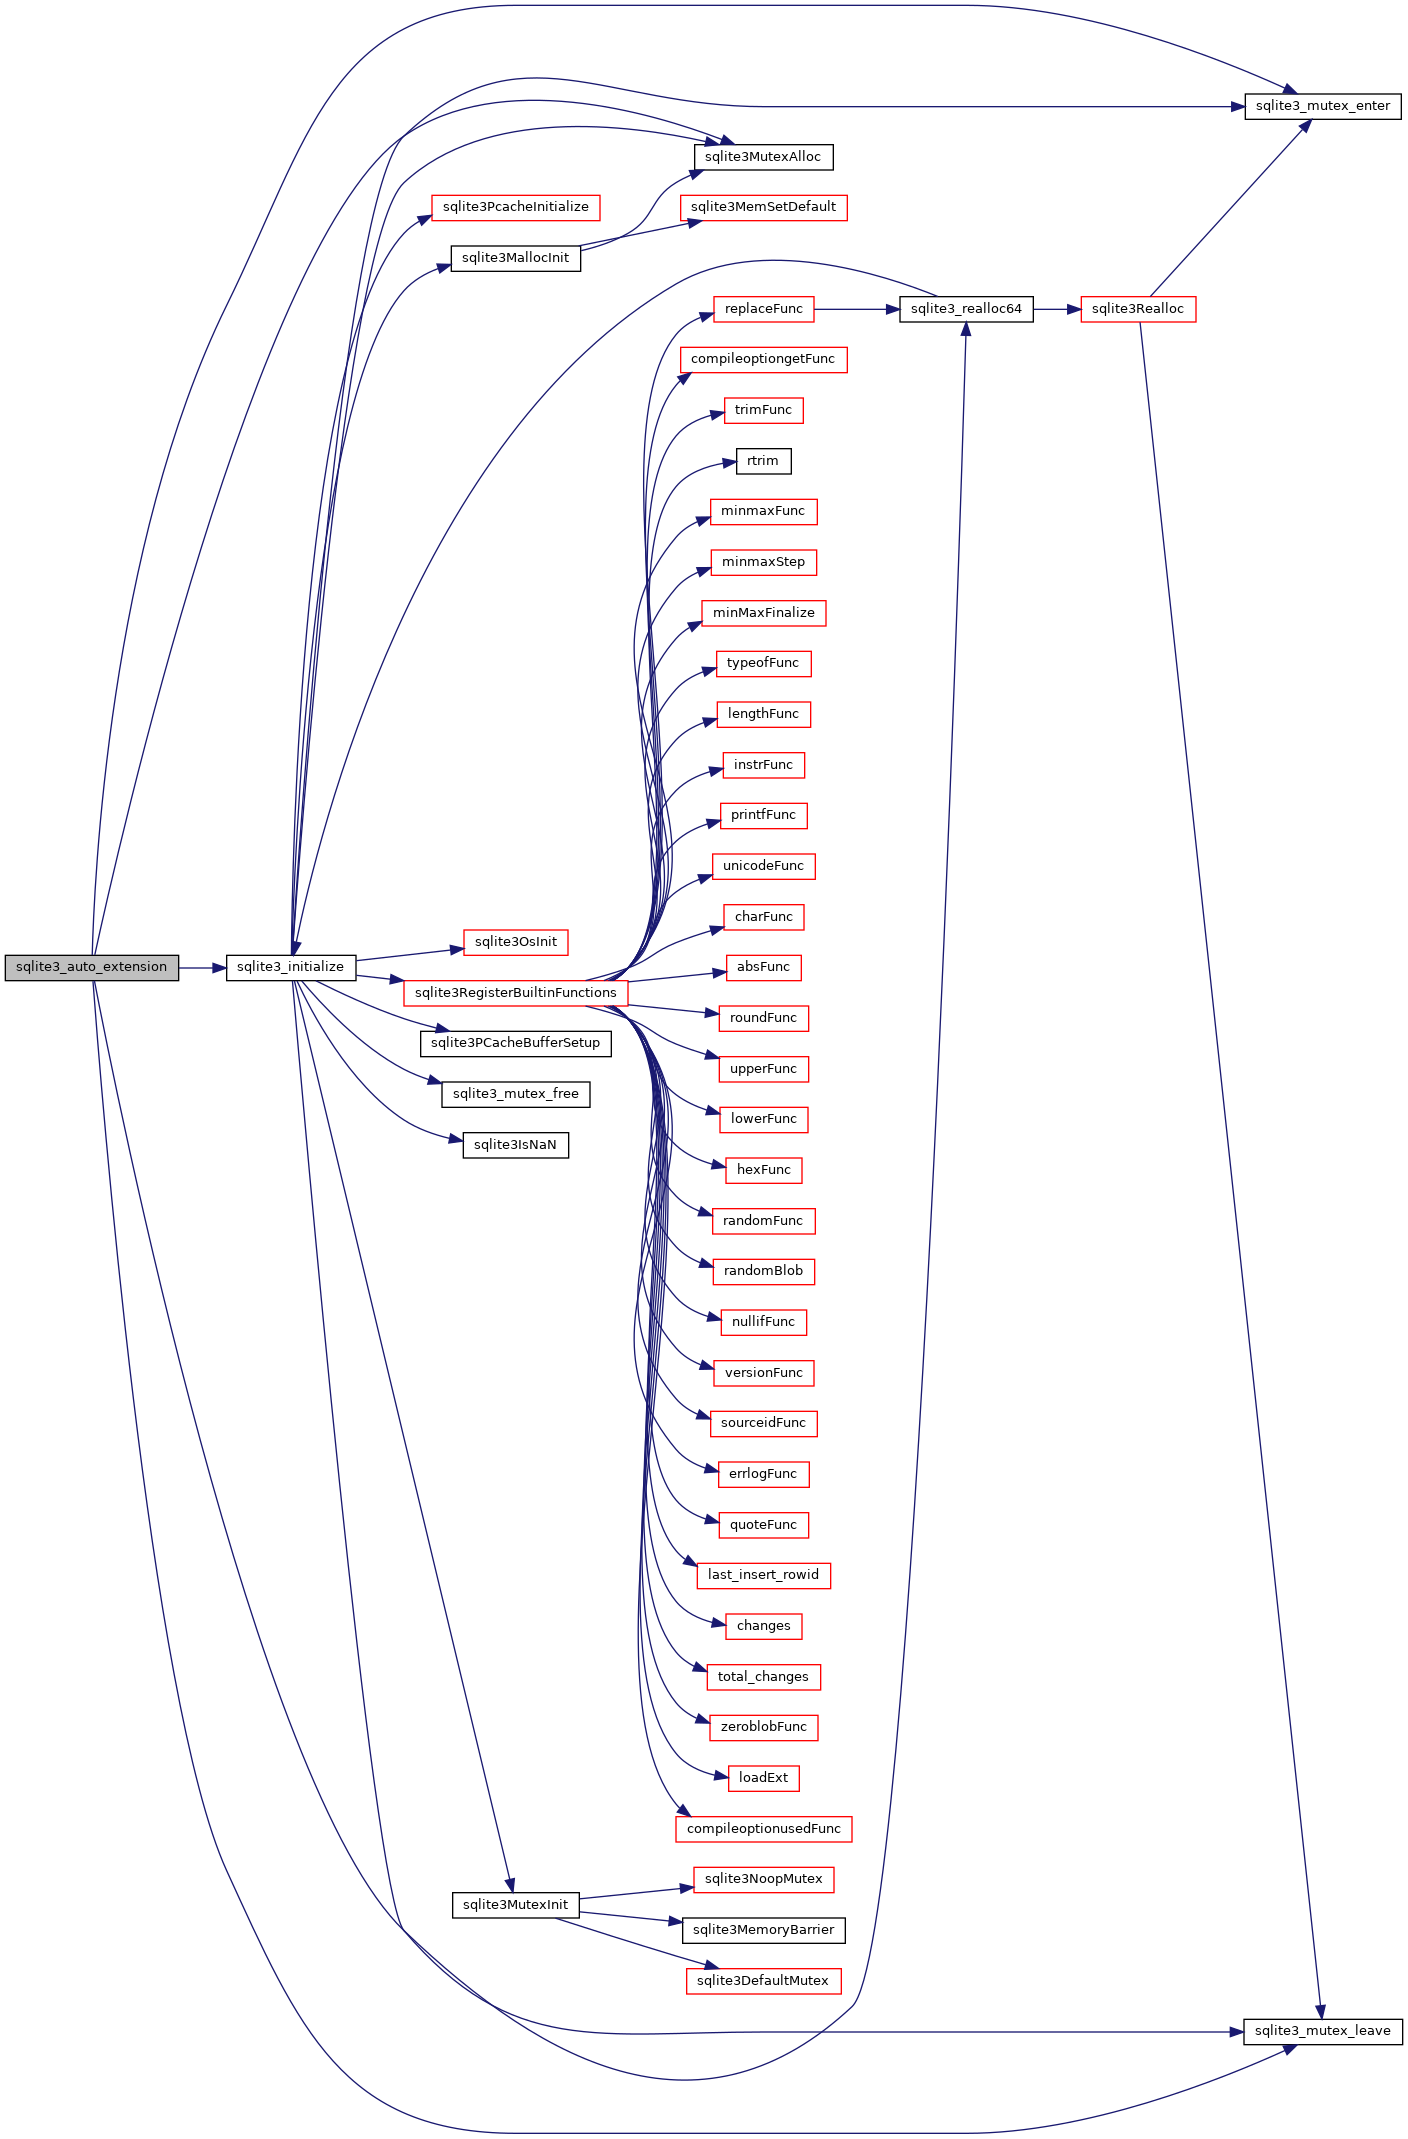 sqlite3_mutex_enter
sqlite3MutexAlloc
sqlite3PcacheInitialize
sqlite3MemSetDefault
sqlite3MallocInit
replaceFunc
sqlite3_realloc64
sqlite3Realloc
compileoptiongetFunc
trimFunc
rtrim
minmaxFunc
minmaxStep
minMaxFinalize
typeofFunc
lengthFunc
instrFunc
printfFunc
unicodeFunc
charFunc
sqlite3OsInit
sqlite3_auto_extension
sqlite3_initialize
absFunc
sqlite3RegisterBuiltinFunctions
roundFunc
sqlite3PCacheBufferSetup
upperFunc
sqlite3_mutex_free
lowerFunc
sqlite3IsNaN
hexFunc
randomFunc
randomBlob
nullifFunc
versionFunc
sourceidFunc
errlogFunc
quoteFunc
last_insert_rowid
changes
total_changes
zeroblobFunc
loadExt
compileoptionusedFunc
sqlite3NoopMutex
sqlite3MutexInit
sqlite3MemoryBarrier
sqlite3DefaultMutex
sqlite3_mutex_leave